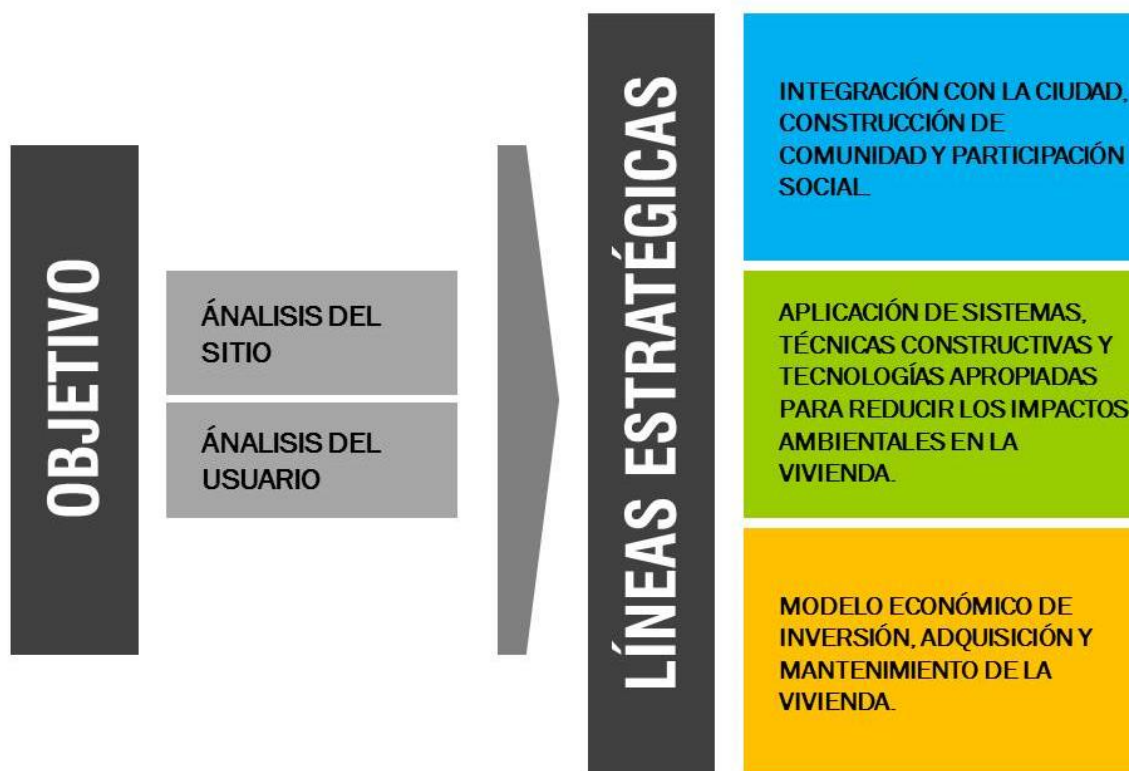 OBJETIVO
ÁNALISIS DEL
SITIO
ÁNALISIS DEL
USUARIO
LÍNEAS ESTRATÉGICAS
INTEGRACIÓN CON LA CIUDAD,
CONSTRUCCIÓN DE
COMUNIDAD Y PARTICIPACIÓN
SOCIAL.
APLICACIÓN DE SISTEMAS,
TÉCNICAS CONSTRUCTIVAS Y
TECNOLOGÍAS APROPIADAS
PARA REDUCIR LOS IMPACTOS
AMBIENTALES EN LA
VIVIENDA.
MODELO ECONÓMICO DE
INVERSIÓN, ADQUISICIÓN Y
MANTENIMIENTO DE LA
VIVIENDA.